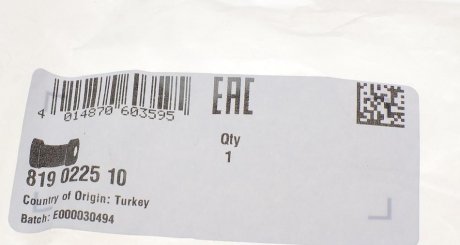 EAC
4 014870 603595
Qty
1
819 0225 10
Country of Origin: Turkey
Batch: E000030494